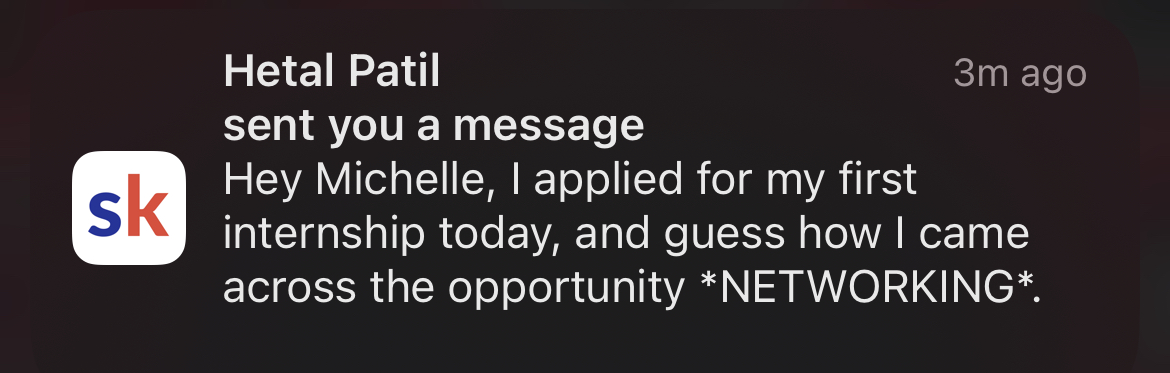 Hetal Patil
3m ago
sent you a message
sk
Hey Michelle, I applied for my first
internship today, and guess how I came
across the opportunity *NETWORKING*.